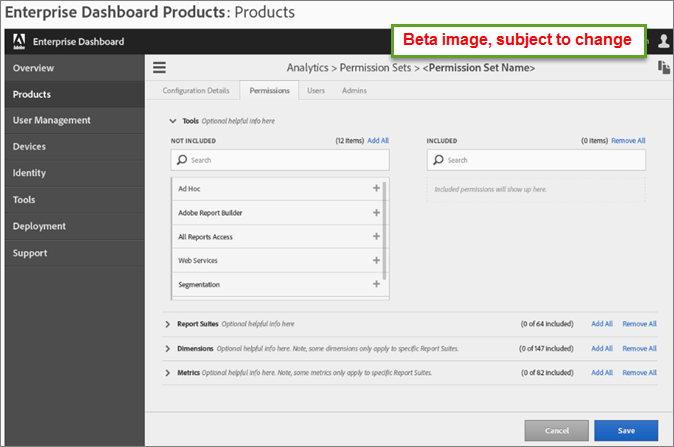 Enterprise Dashboard Products: Products
Adobe
Enterprise Dashboard
Beta image, subject to change
Overview
Products
User Management
Devices
Identity
Tools
Deployment
Support
Analytics > Permission Sets > <Permission Set Name>
Configuration Details Permissions Users Admins
Tools Optional helpful info here
NOT INCLUDED (12 items) Add All
Search
Ad Hoc
Adobe Report Builder
All Reports Access
Web Services
Segmentation
INCLUDED (0 items) Remove All
Search
Included permissions will show up here.
Report Suites Optional helpful info here (0 of 64 included) Add All Remove All
Dimensions Optional helpful info here. Note, some dimensions only apply to specific Report Suites. (0 of 147 included) Add All Remove All
Metrics Optional helpful info here. Note, some metrics only apply to specific Report Suites. (0 of 82 included) Add All Remove All
Cancel Save